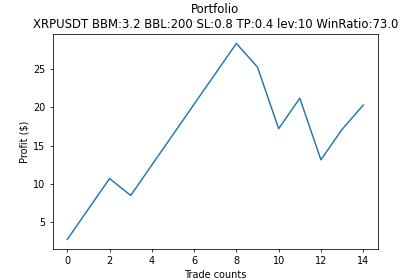 Portfolio
XRPUSDT BBM:3.2 BBL:200 SL:0.8 TP:0.4 lev:10 WinRatio:73.0
Profit ($)
25
20
15
10
5
0 2 4 6 8 10 12 14
Trade counts